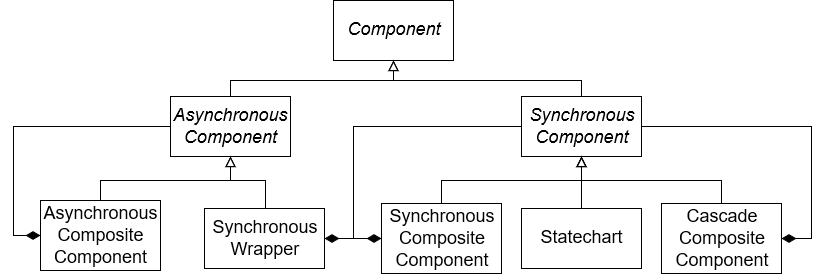 Component
Asynchronous
Component
Synchronous
Component
Asynchronous
Composite
Component
Synchronous
Wrapper
Synchronous
Composite
Component
Statechart
Cascade
Composite
Component